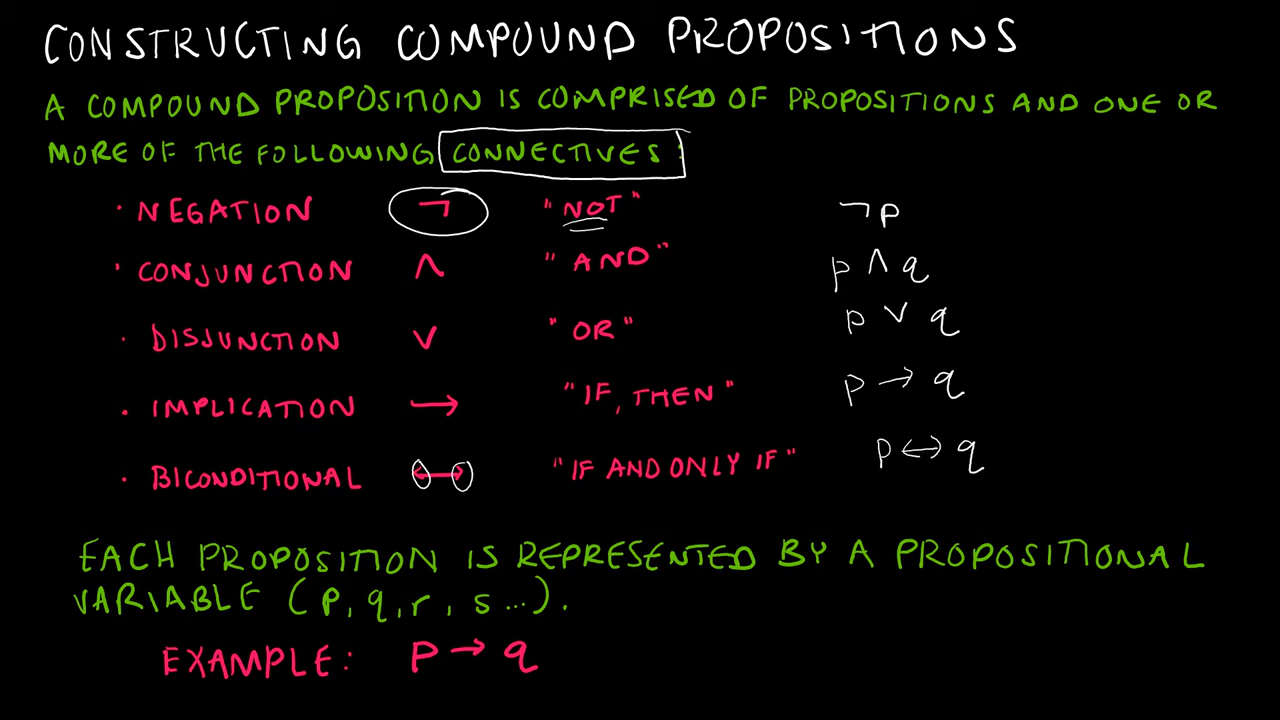 CONSTRUCTING COMPOUND PROPOSITIONS
A COMPOUND PROPOSITION IS COMPRISED OF PROPOSITIONS AND ONE OR
MORE OF THE FOLLOWING CONNECTIVES:
· NEGATION ¬ "NOT" ¬p
· CONJUNCTION ∧ "AND" p ∧ q
· DISJUNCTION ∨ "OR" p ∨ q
· IMPLICATION → "IF, THEN" p → q
· BICONDITIONAL ↔ "IF AND ONLY IF" p ↔ q
EACH PROPOSITION IS REPRESENTED BY A PROPOSITIONAL
VARIABLE (p, q, r, s ...).
EXAMPLE: p → q